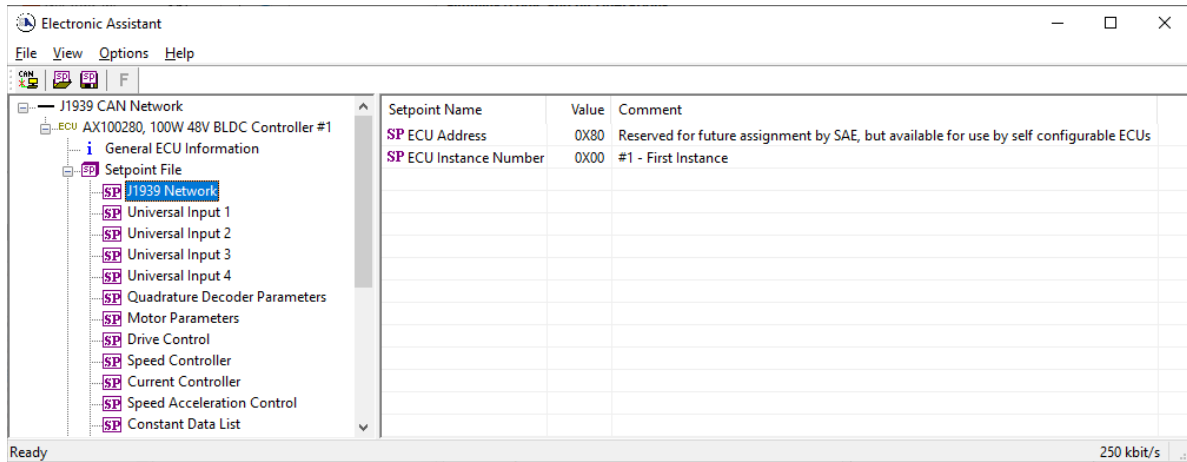 Electronic Assistant
File View Options Help
CAN SP SP F
J1939 CAN Network
ECU AX100280, 100W 48V BLDC Controller #1
i General ECU Information
SP Setpoint File
SP J1939 Network
SP Universal Input 1
SP Universal Input 2
SP Universal Input 3
SP Universal Input 4
SP Quadrature Decoder Parameters
SP Motor Parameters
SP Drive Control
SP Speed Controller
SP Current Controller
SP Speed Acceleration Control
SP Constant Data List
Setpoint Name Value Comment
SP ECU Address 0X80 Reserved for future assignment by SAE, but available for use by self configurable ECUs
SP ECU Instance Number 0X00 #1 - First Instance
Ready 250 kbit/s